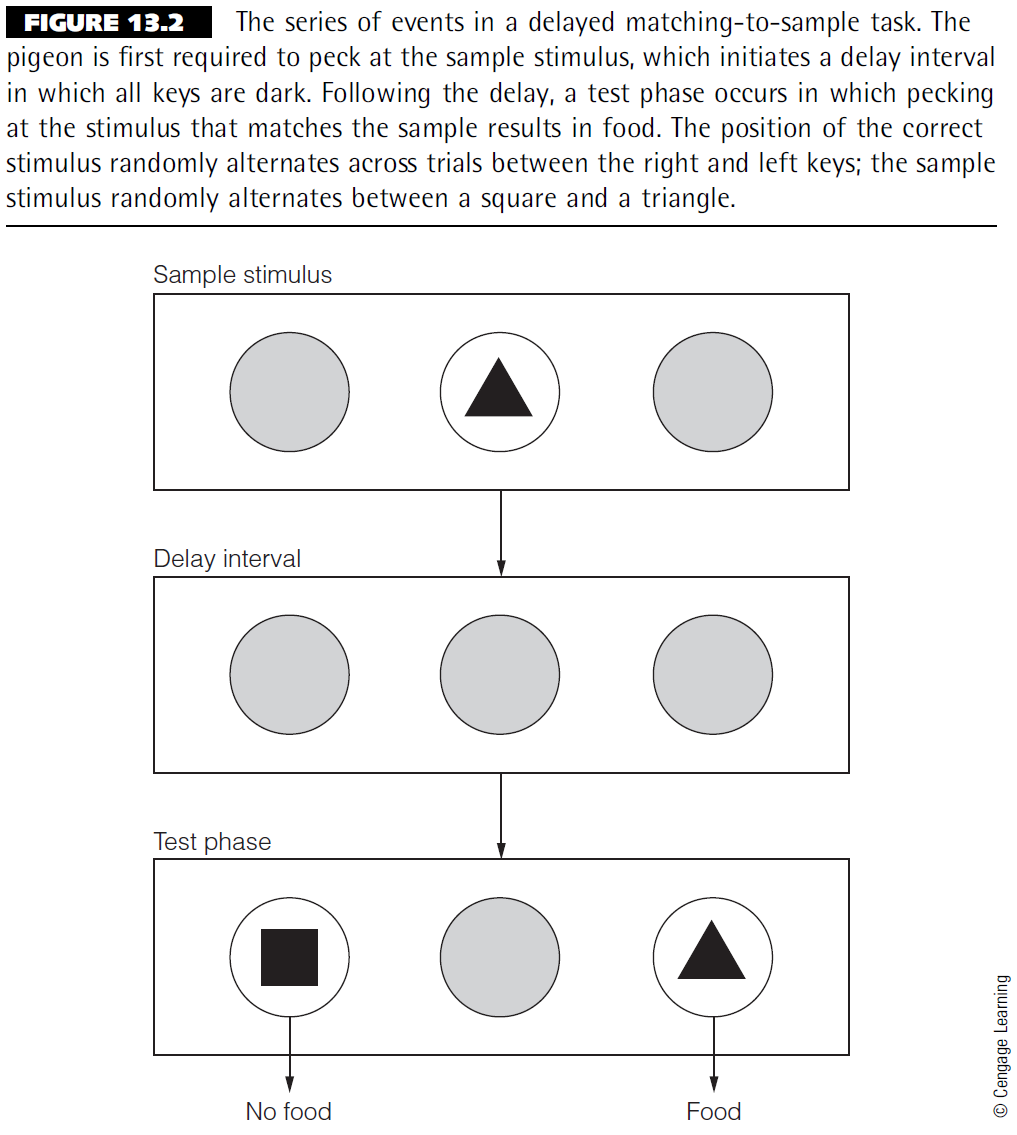 FIGURE 13.2 The series of events in a delayed matching-to-sample task. The
pigeon is first required to peck at the sample stimulus, which initiates a delay interval
in which all keys are dark. Following the delay, a test phase occurs in which pecking
at the stimulus that matches the sample results in food. The position of the correct
stimulus randomly alternates across trials between the right and left keys; the sample
stimulus randomly alternates between a square and a triangle.
Sample stimulus
Delay interval
Test phase
No food
Food
© Cengage Learning